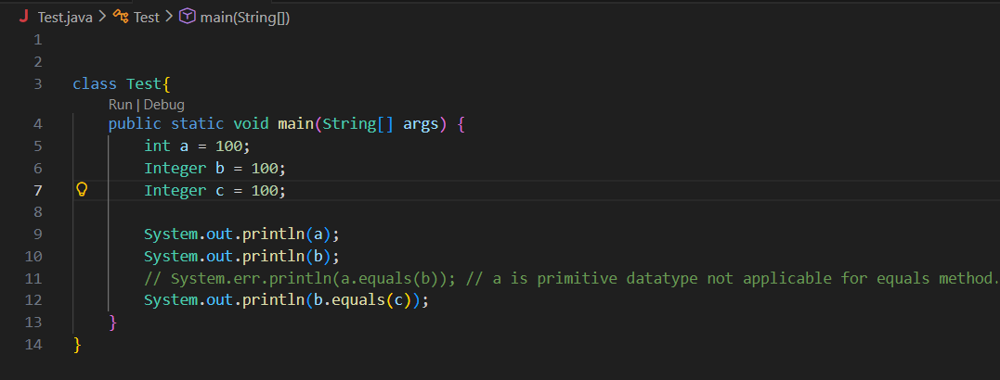 J Test.java > Test > main(String[])
1
2
3 class Test{
Run | Debug
4 public static void main(String[] args) {
5 int a = 100;
6 Integer b = 100;
7 Integer c = 100;
8
9 System.out.println(a);
10 System.out.println(b);
11 // System.err.println(a.equals(b)); // a is primitive datatype not applicable for equals method.
12 System.out.println(b.equals(c));
13 }
14 }